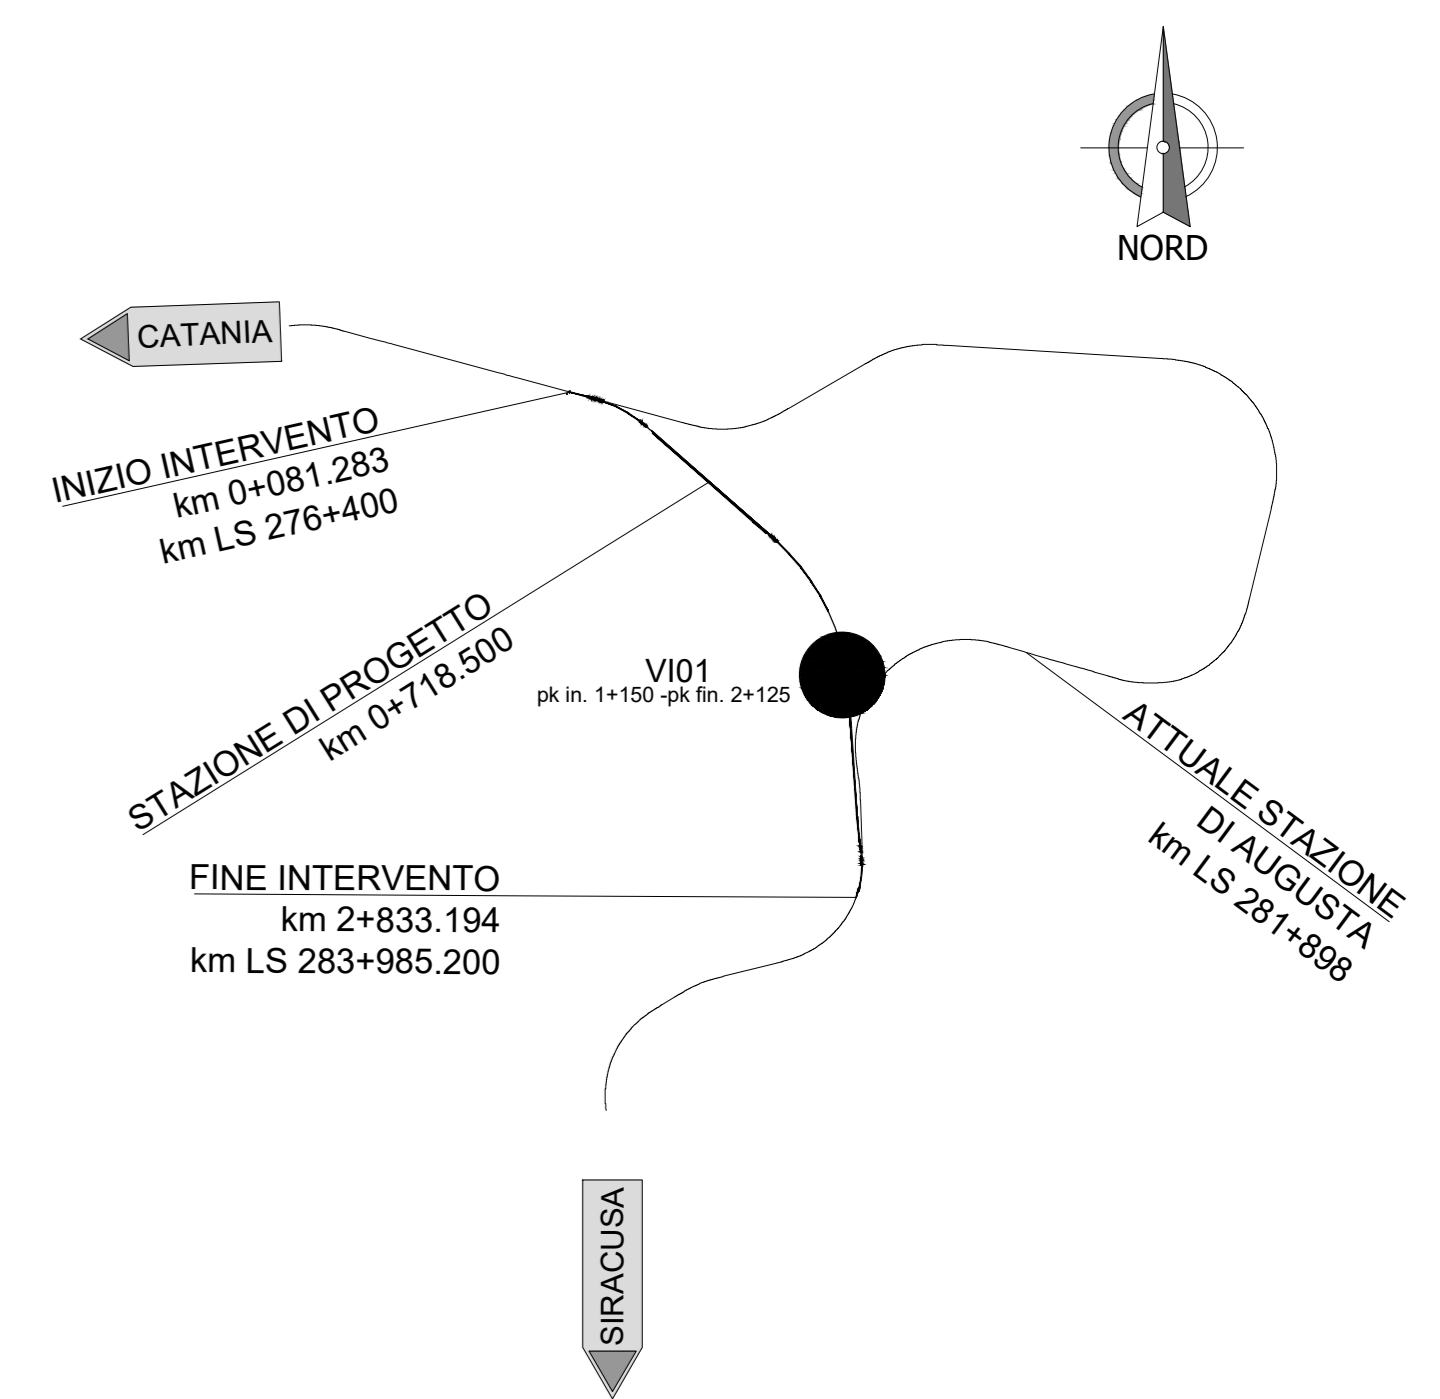 NORD
CATANIA
INIZIO INTERVENTO
km 0+081.283
km LS 276+400
STAZIONE DI PROGETTO
km 0+718.500
VI01
pk in. 1+150 -pk fin. 2+125
ATTUALE STAZIONE
DI AUGUSTA
km LS 281+898
FINE INTERVENTO
km 2+833.194
km LS 283+985.200
SIRACUSA